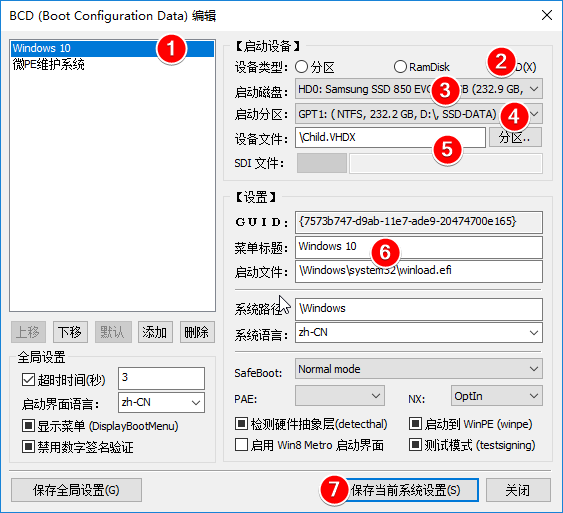 BCD (Boot Configuration Data) 编辑
Windows 10
1
微PE维护系统
上移 下移 默认 添加 删除
全局设置
超时时间(秒) 3
启动界面语言: zh-CN
显示菜单 (DisplayBootMenu)
禁用数字签名验证
保存全局设置(G)
【启动设备】
设备类型: 分区 RamDisk 2 D(X)
启动磁盘: HD0: Samsung SSD 850 EVO 3 B (232.9 GB,
启动分区: GPT1: ( NTFS, 232.2 GB, D:\, SSD-DATA) 4
设备文件: \Child.VHDX 5 分区..
SDI 文件:
【设置】
GUID: {7573b747-d9ab-11e7-ade9-20474700e165}
菜单标题: Windows 10 6
启动文件: \Windows\system32\winload.efi
系统路径: \Windows
系统语言: zh-CN
SafeBoot: Normal mode
PAE: NX: OptIn
检测硬件抽象层(detecthal) 启动到 WinPE (winpe)
启用 Win8 Metro 启动界面 测试模式 (testsigning)
7 保存当前系统设置(S) 关闭